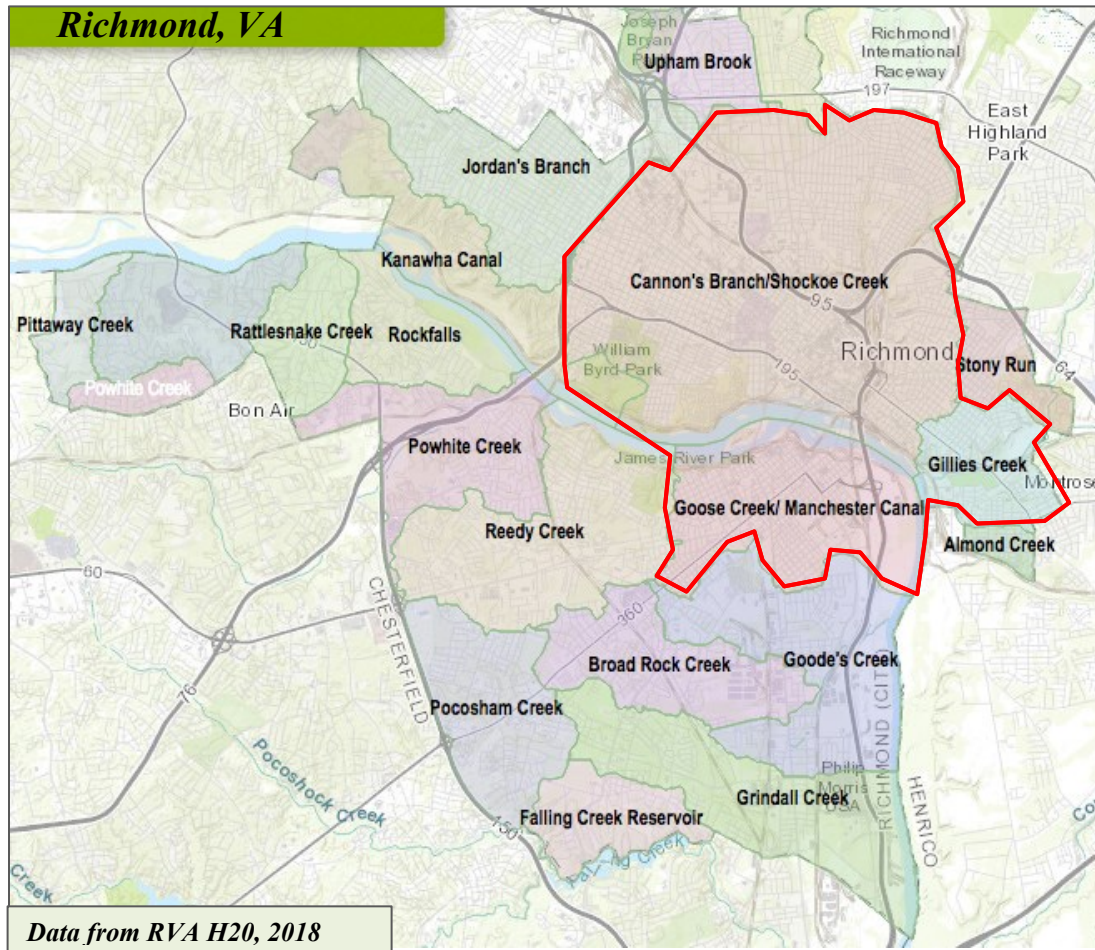 Richmond, VA
Joseph
Bryan
Upham Brook
Richmond
International
Raceway
197
East
Highland
Park
Jordan's Branch
Kanawha Canal
Cannon's Branch/Shockoe Creek
95
Pittaway Creek
Rattlesnake Creek
Rockfalls
William
Byrd Park
195
Richmond
Stony Run
64
Powhite Creek
Bon Air
Powhite Creek
James River Park
Gillies Creek
Montrose
Goose Creek/ Manchester Canal
Reedy Creek
Almond Creek
60
CHESTERFIELD
360
Broad Rock Creek
Goode's Creek
76
Pocosham Creek
RICHMOND (CITY)
Pocoshock Creek
Philip
Morris
USA
Grindall Creek
HENRICO
Falling Creek Reservoir
150
Creek
Creek
Data from RVA H20, 2018